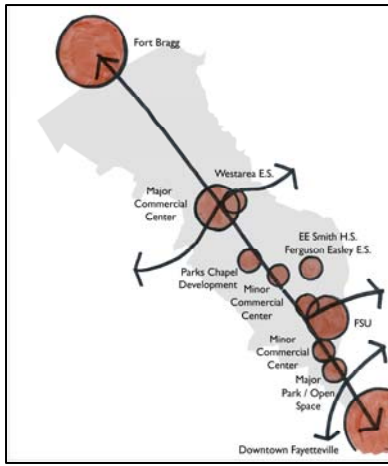 Fort Bragg
Westarea E.S.
Major
Commercial
Center
EE Smith H.S.
Ferguson Easley E.S.
Parks Chapel
Development
Minor
Commercial
Center
FSU
Minor
Commercial
Center
Major
Park / Open
Space
Downtown Fayetteville